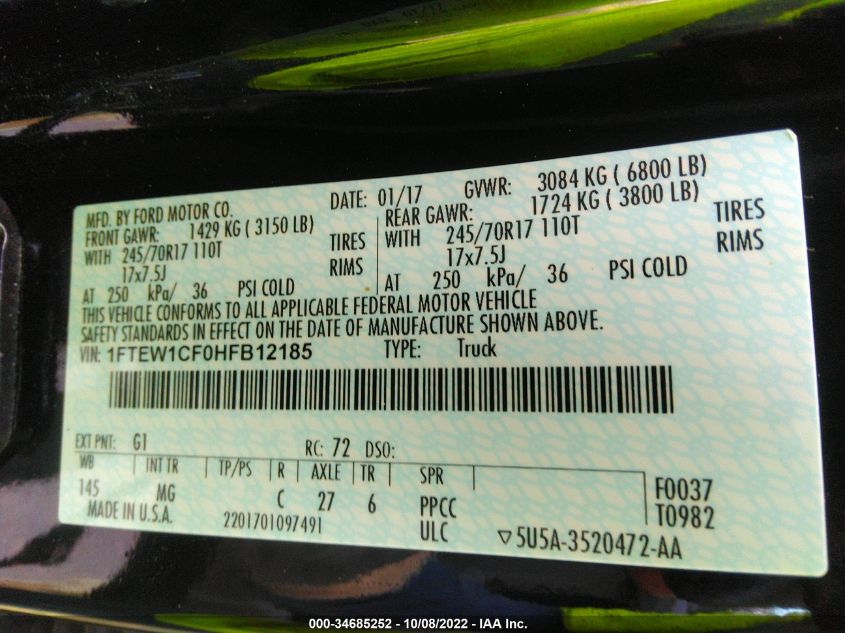 MFD. BY FORD MOTOR CO. DATE: 01/17 GVWR: 3084 KG ( 6800 LB)
FRONT GAWR: 1429 KG ( 3150 LB) REAR GAWR: 1724 KG ( 3800 LB)
WITH 245/70R17 110T TIRES WITH 245/70R17 110T TIRES
17x7.5J RIMS 17x7.5J RIMS
AT 250 kPa/ 36 PSI COLD AT 250 kPa/ 36 PSI COLD
THIS VEHICLE CONFORMS TO ALL APPLICABLE FEDERAL MOTOR VEHICLE
SAFETY STANDARDS IN EFFECT ON THE DATE OF MANUFACTURE SHOWN ABOVE.
VIN: 1FTEW1CF0HFB12185 TYPE: Truck
EXT PNT: G1 RC: 72 DSO:
WB INT TR TP/PS R AXLE TR SPR
145 MG C 27 6 PPCC F0037
MADE IN U.S.A. 2201701097491 ULC T0982
▽5U5A-3520472-AA
000-34685252 - 10/08/2022 - IAA Inc.